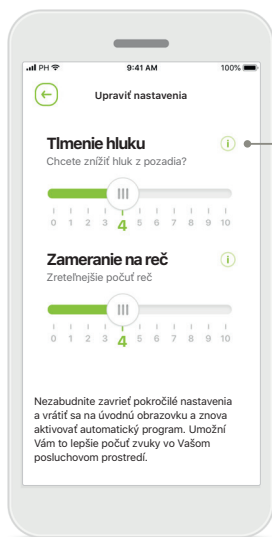 PH 9:41 AM 100%
Upraviť nastavenia
Tlmenie hluku
Chcete znížiť hluk z pozadia?
0 1 2 3 4 5 6 7 8 9 10
Zameranie na reč
Zreteľnejšie počuť reč
0 1 2 3 4 5 6 7 8 9 10
Nezabudnite zavrieť pokročilé nastavenia
a vrátiť sa na úvodnú obrazovku a znova
aktivovať automatický program. Umožní
Vám to lepšie počuť zvuky vo Vašom
posluchovom prostredí.